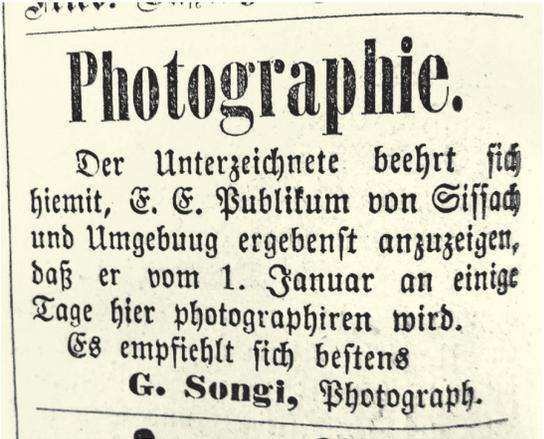 Photographie.
Der Unterzeichnete beehrt sich
hiemit, E. E. Publikum von Sissach
und Umgebuug ergebenst anzuzeigen,
daß er vom 1. Januar an einige
Tage hier photographiren wird.
Es empfiehlt sich bestens
G. Songi, Photograph.